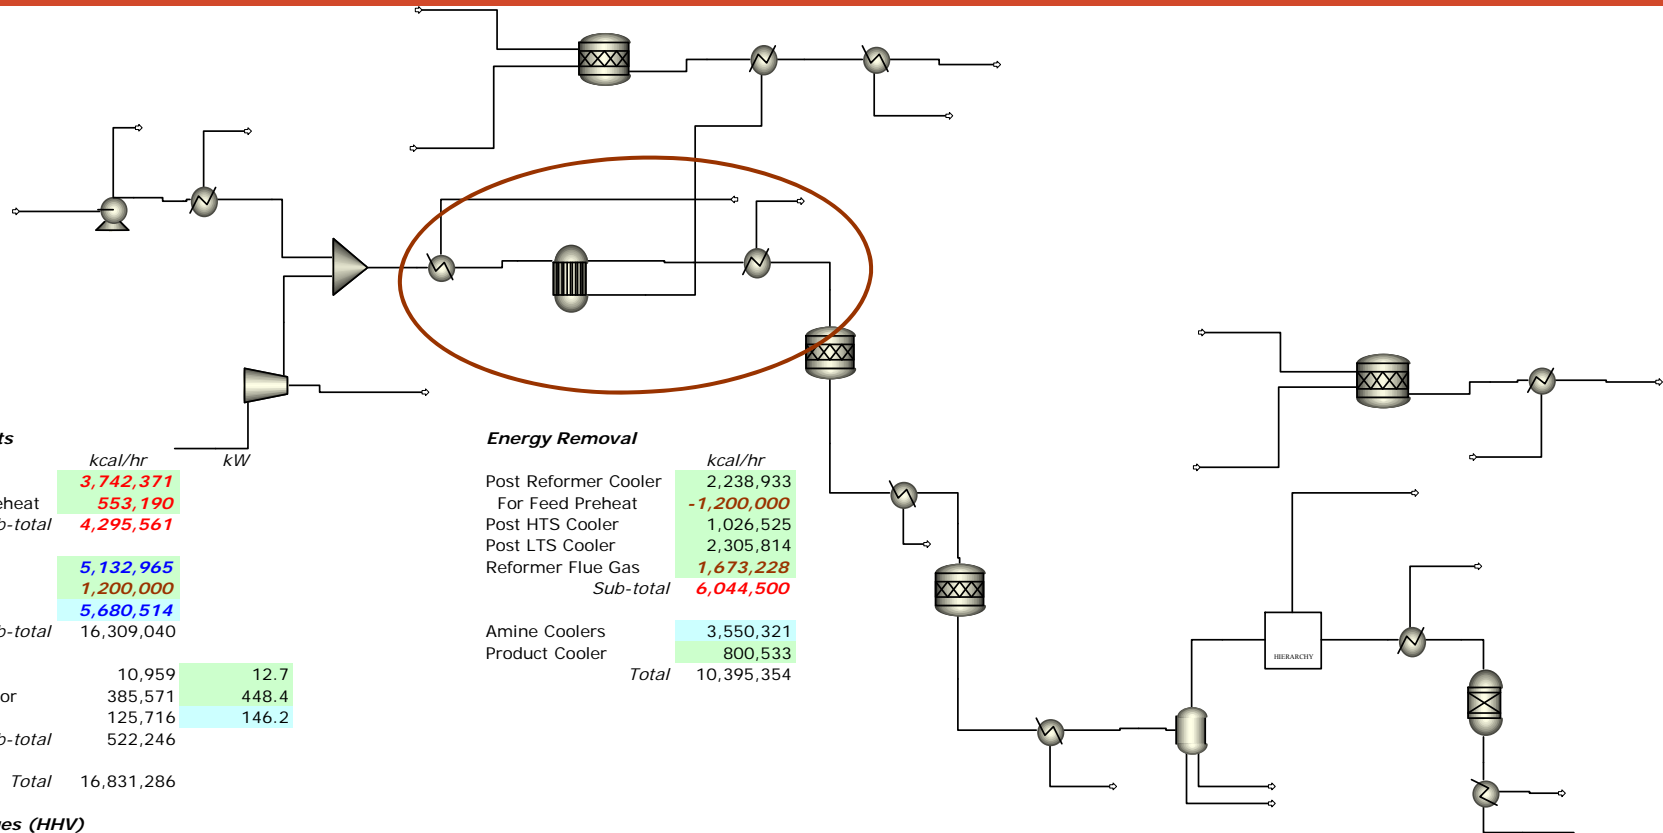 ts
kcal/hr kW
3,742,371
eheat 553,190
b-total 4,295,561
5,132,965
1,200,000
5,680,514
b-total 16,309,040
10,959 12.7
or 385,571 448.4
125,716 146.2
b-total 522,246
Total 16,831,286
es (HHV)
Energy Removal
kcal/hr
Post Reformer Cooler 2,238,933
For Feed Preheat -1,200,000
Post HTS Cooler 1,026,525
Post LTS Cooler 2,305,814
Reformer Flue Gas 1,673,228
Sub-total 6,044,500
Amine Coolers 3,550,321
Product Cooler 800,533
Total 10,395,354
HIERARCHY